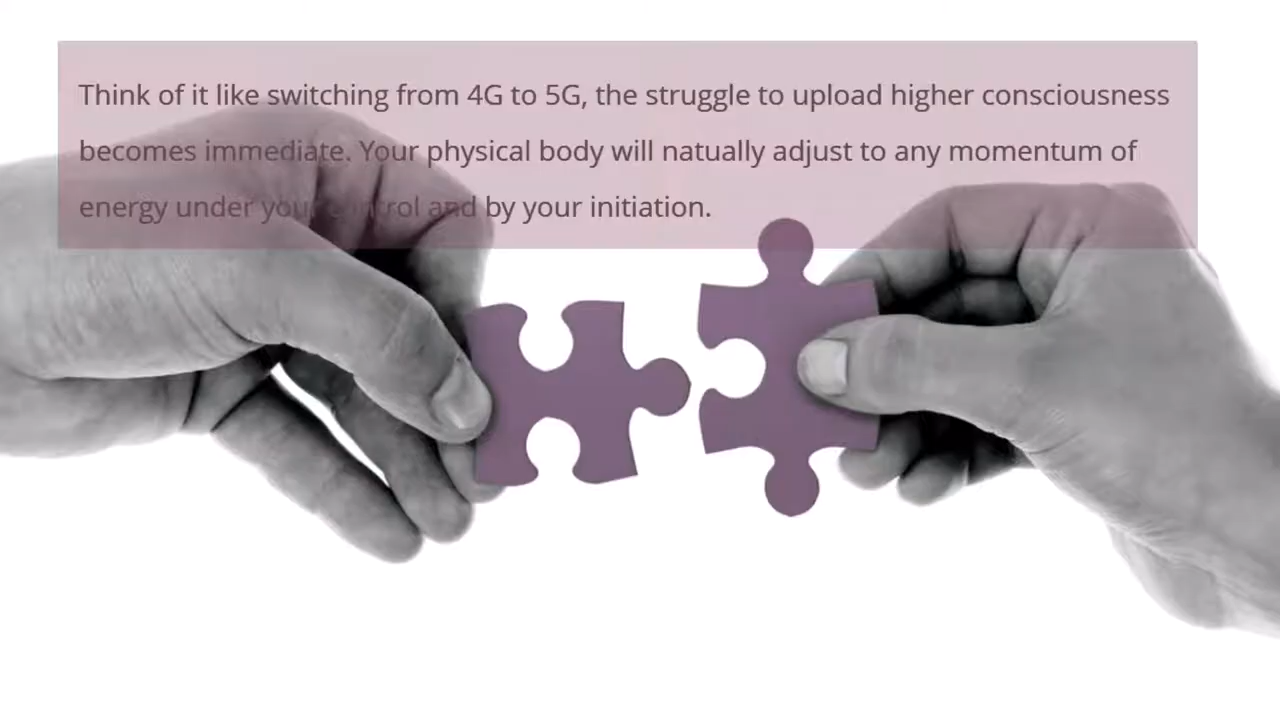 Think of it like switching from 4G to 5G, the struggle to upload higher consciousness
becomes immediate. Your physical body will natually adjust to any momentum of
energy under your control and by your initiation.